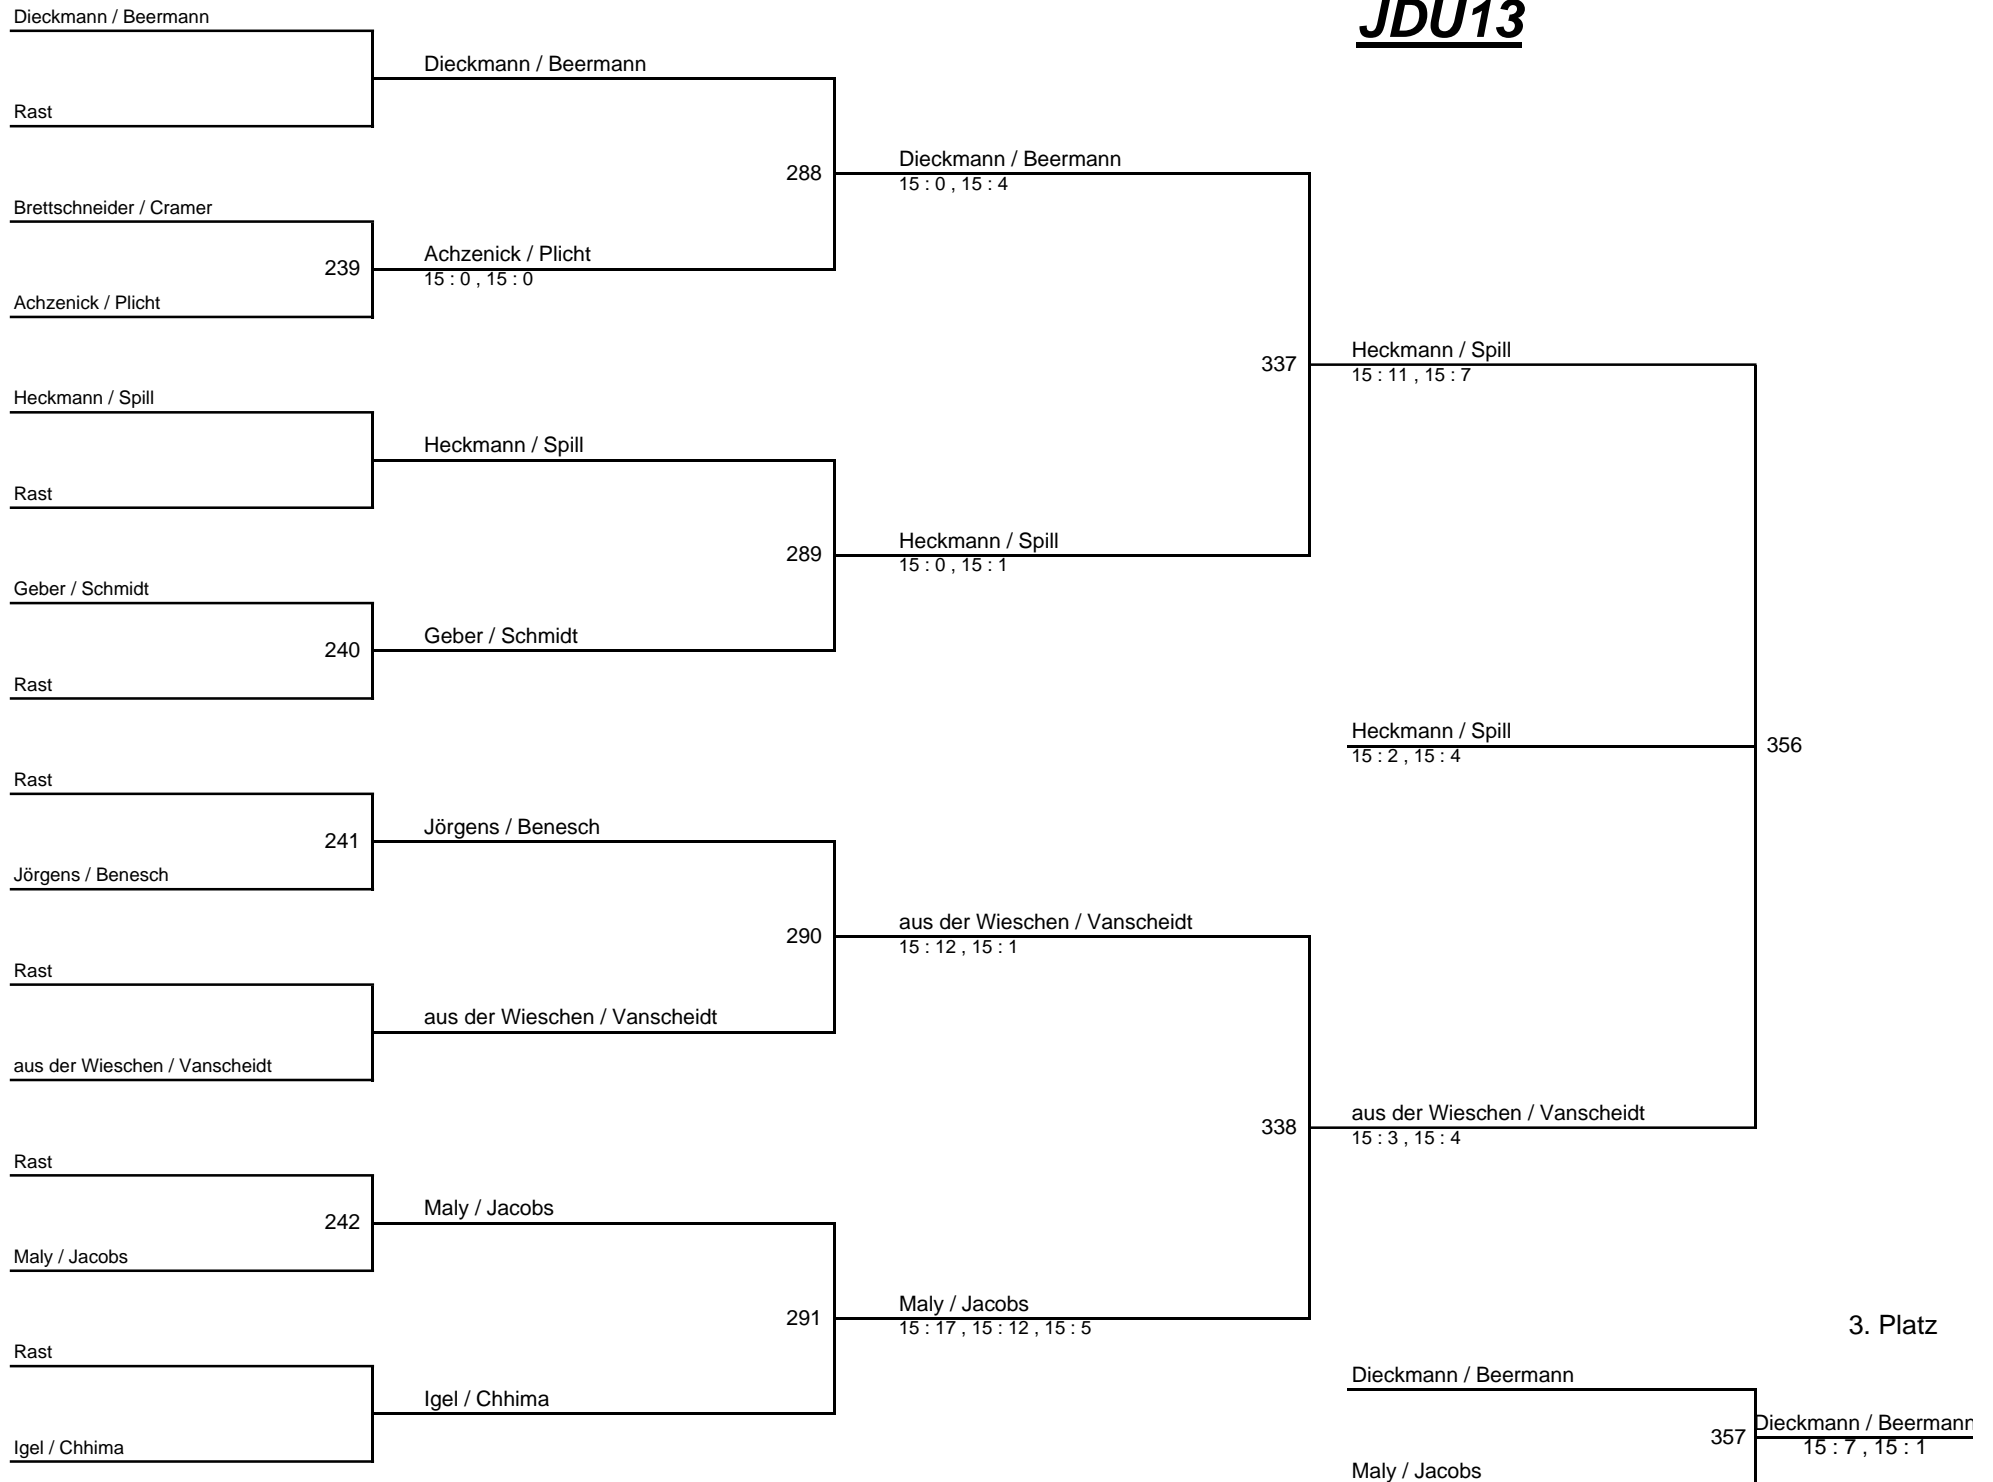 JDU13
Dieckmann / Beermann
Dieckmann / Beermann
Rast
288
Dieckmann / Beermann
15 : 0 , 15 : 4
Brettschneider / Cramer
239
Achzenick / Plicht
15 : 0 , 15 : 0
Achzenick / Plicht
337
Heckmann / Spill
15 : 11 , 15 : 7
Heckmann / Spill
Heckmann / Spill
Rast
289
Heckmann / Spill
15 : 0 , 15 : 1
Geber / Schmidt
240
Geber / Schmidt
Rast
Heckmann / Spill
15 : 2 , 15 : 4
356
Rast
241
Jörgens / Benesch
Jörgens / Benesch
290
aus der Wieschen / Vanscheidt
15 : 12 , 15 : 1
Rast
aus der Wieschen / Vanscheidt
aus der Wieschen / Vanscheidt
338
aus der Wieschen / Vanscheidt
15 : 3 , 15 : 4
Rast
242
Maly / Jacobs
Maly / Jacobs
291
Maly / Jacobs
15 : 17 , 15 : 12 , 15 : 5
3. Platz
Rast
Igel / Chhima
Igel / Chhima
Dieckmann / Beermann
357
Dieckmann / Beermann
15 : 7 , 15 : 1
Maly / Jacobs